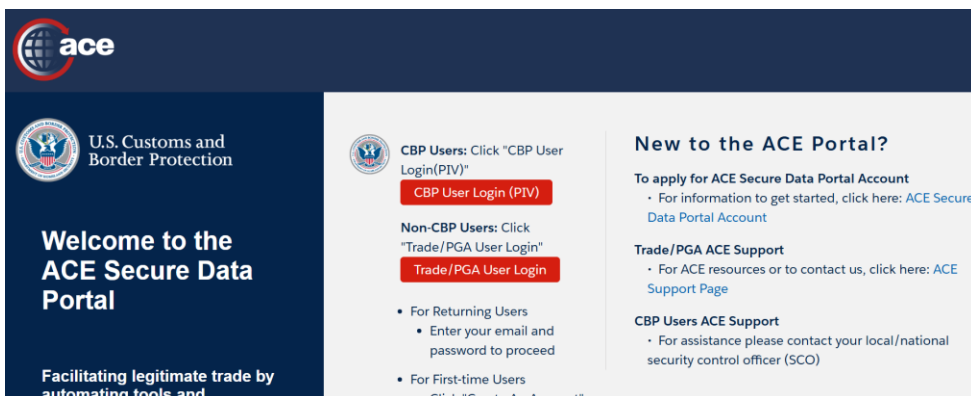 ace
U.S. Customs and
Border Protection
Welcome to the
ACE Secure Data
Portal
Facilitating legitimate trade by
automating tools and
CBP Users: Click "CBP User
Login(PIV)"
CBP User Login (PIV)
Non-CBP Users: Click
"Trade/PGA User Login"
Trade/PGA User Login
• For Returning Users
• Enter your email and
password to proceed
• For First-time Users
New to the ACE Portal?
To apply for ACE Secure Data Portal Account
• For information to get started, click here: ACE Secure
Data Portal Account
Trade/PGA ACE Support
• For ACE resources or to contact us, click here: ACE
Support Page
CBP Users ACE Support
• For assistance please contact your local/national
security control officer (SCO)